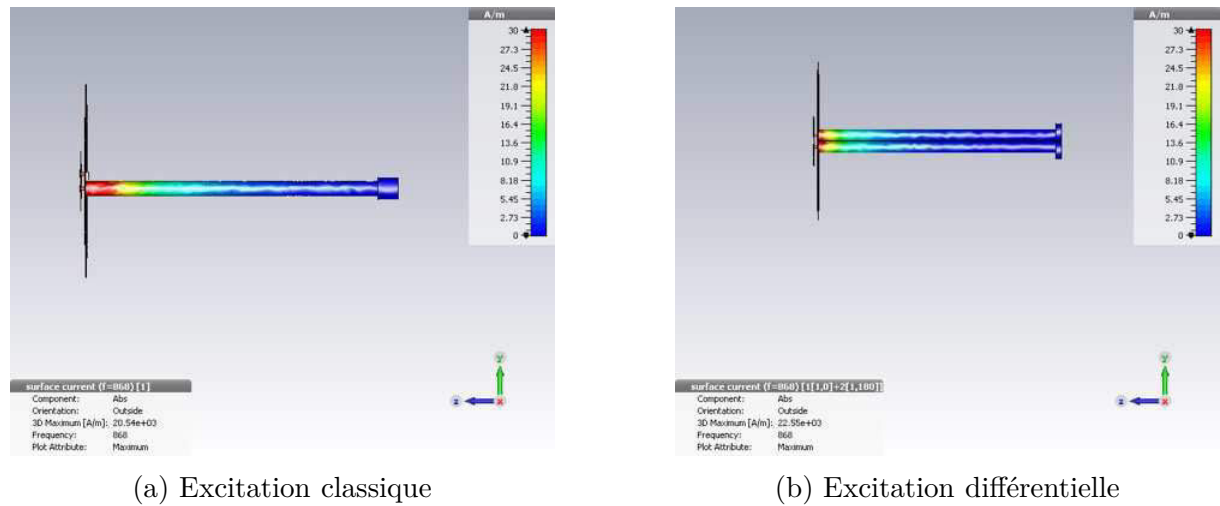 A/m
30
27.3
24.5
21.8
19.1
16.4
13.6
10.9
8.18
5.45
2.73
0
y
z
x
surface current (f=868) [1]
Component: Abs
Orientation: Outside
3D Maximum [A/m]: 20.54e+03
Frequency: 868
Plot Attribute: Maximum
(a) Excitation classique
A/m
30
27.3
24.5
21.8
19.1
16.4
13.6
10.9
8.18
5.45
2.73
0
y
z
x
surface current (f=868) [1[1,0]+2[1,180]]
Component: Abs
Orientation: Outside
3D Maximum [A/m]: 22.55e+03
Frequency: 868
Plot Attribute: Maximum
(b) Excitation différentielle